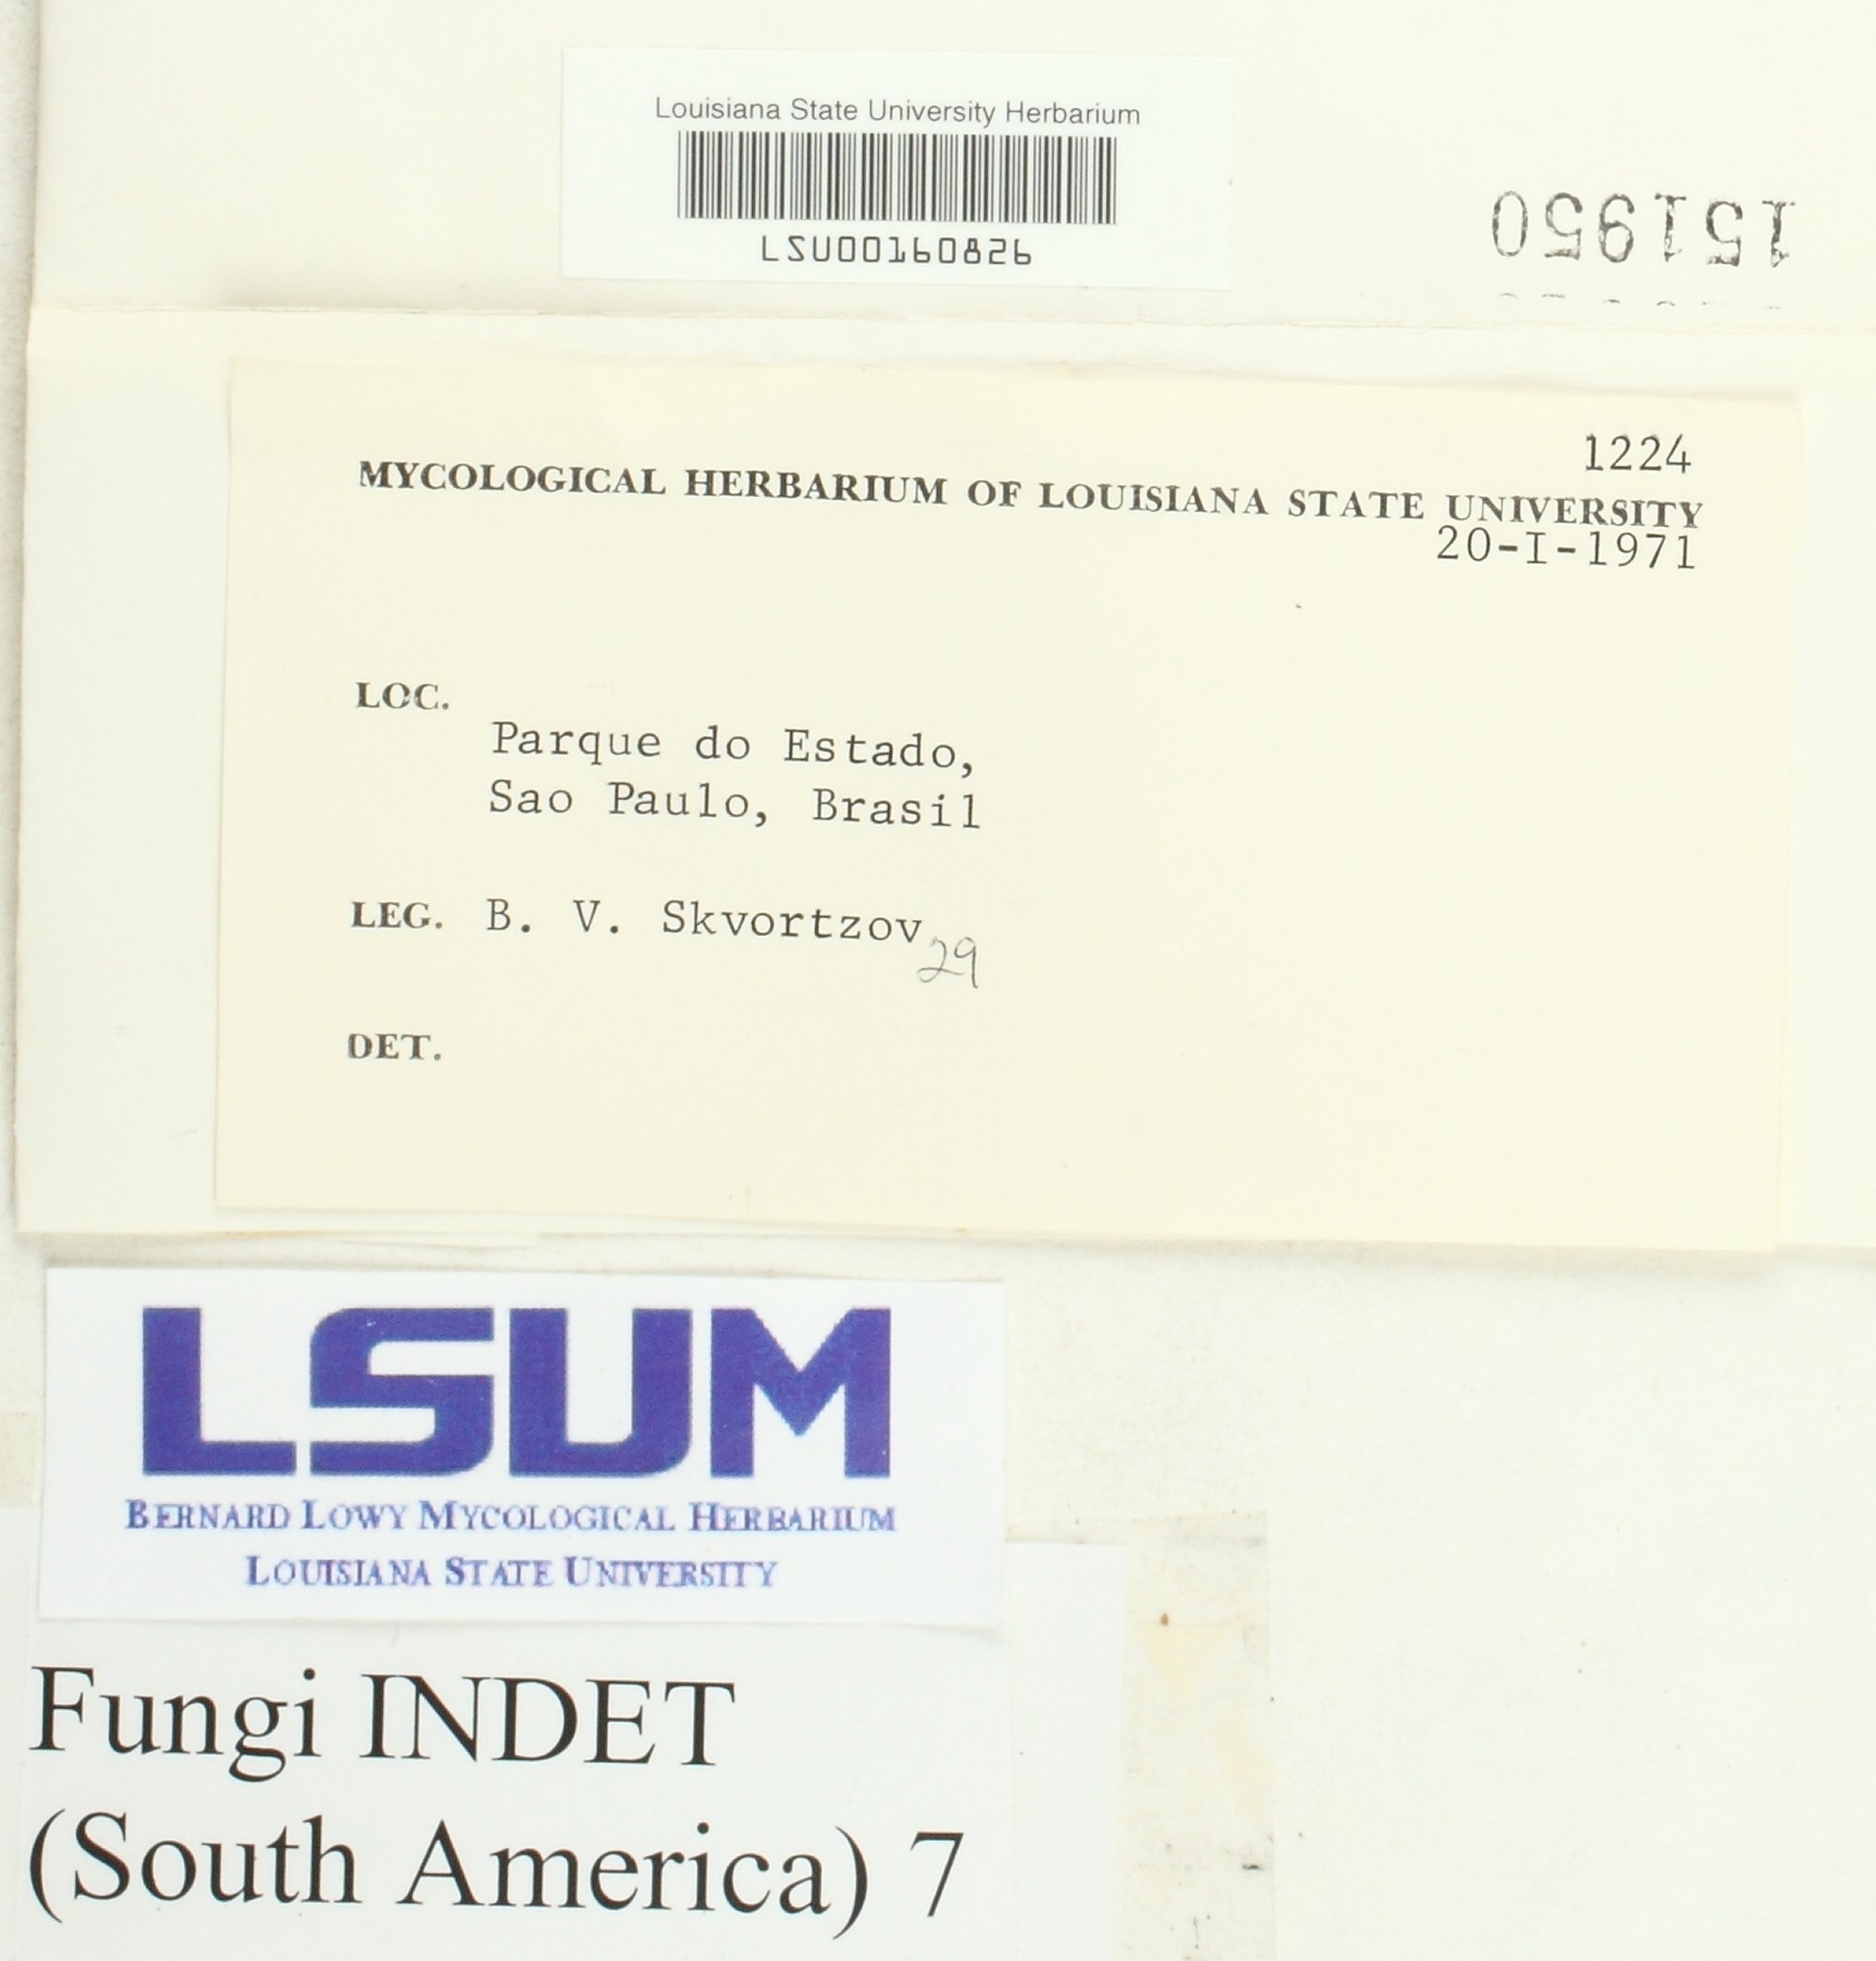 Louisiana State University Herbarium
LSU00160826
151950
1224
MYCOLOGICAL HERBARIUM OF LOUISIANA STATE UNIVERSITY
20-I-1971
LOC.
Parque do Estado,
Sao Paulo, Brasil
LEG. B. V. Skvortzov 29
DET.
LSUM
BERNARD LOWY MYCOLOGICAL HERBARIUM
LOUISIANA STATE UNIVERSITY
Fungi INDET
(South America) 7